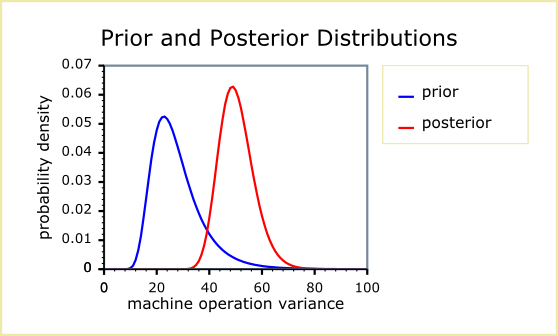 Prior and Posterior Distributions
0.07
0.06
0.05
0.04
0.03
0.02
0.01
0
probability density
0 20 40 60 80 100
machine operation variance
prior
posterior